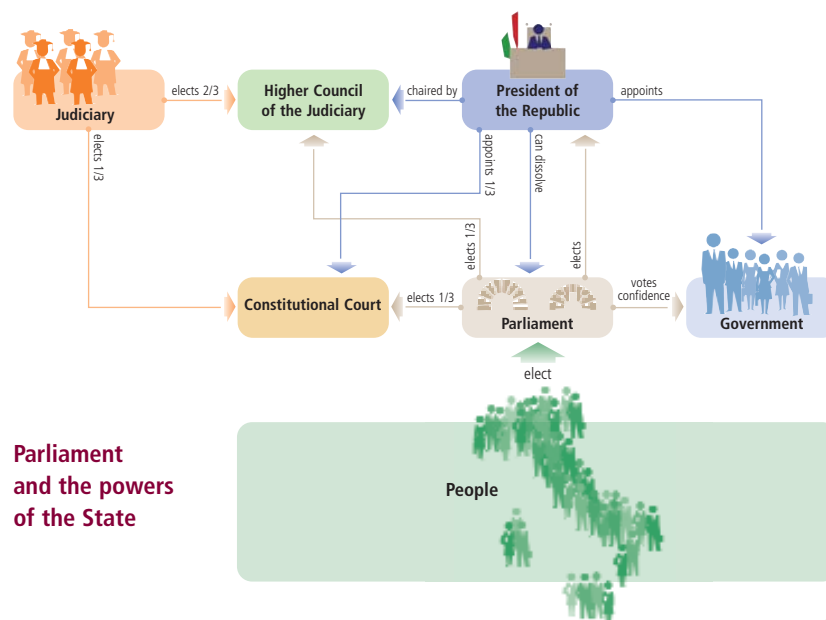 Judiciary
elects 2/3
Higher Council
of the Judiciary
chaired by
President of
the Republic
appoints
elects 1/3
appoints 1/3
can dissolve
elects 1/3
elects
Constitutional Court
elects 1/3
Parliament
votes
confidence
Government
elect
Parliament
and the powers
of the State
People